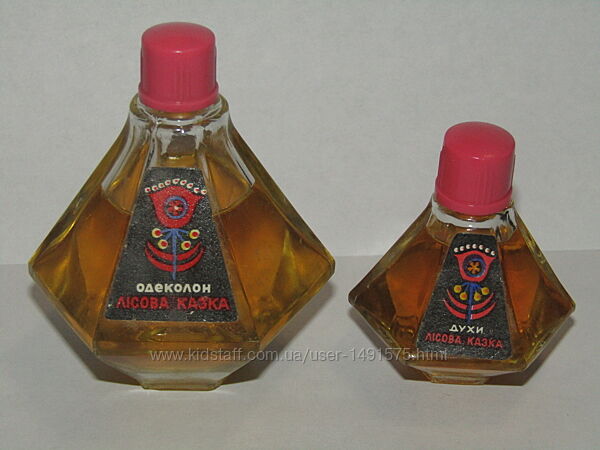 ОДЕКОЛОН
ЛІСОВА КАЗКА
ДУХИ
ЛІСОВА КАЗКА
www.kidstaff.com.ua/user-1491575.html